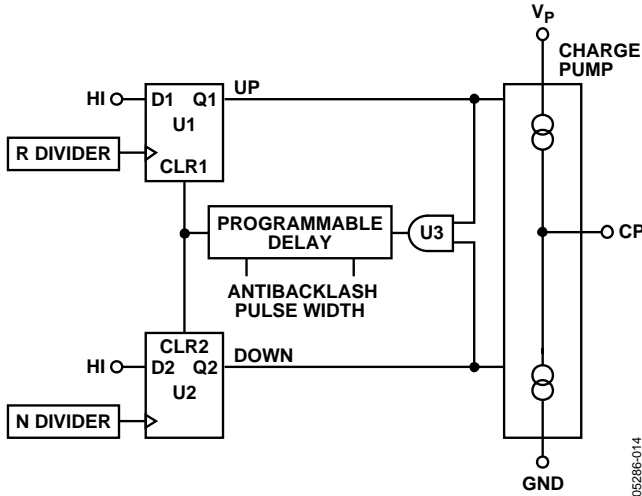 VP
CHARGE
PUMP
HI
D1 Q1
UP
U1
R DIVIDER
CLR1
PROGRAMMABLE
DELAY
U3
CP
ANTIBACKLASH
PULSE WIDTH
CLR2
HI
D2 Q2
DOWN
U2
N DIVIDER
GND
05286-014